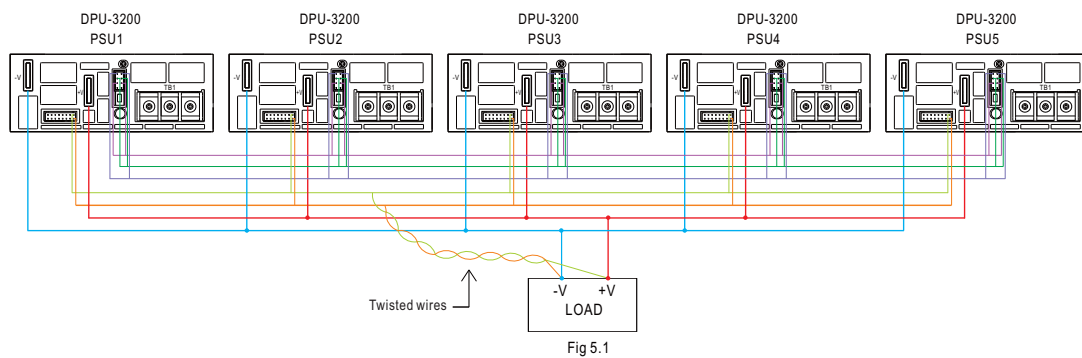 DPU-3200 DPU-3200 DPU-3200 DPU-3200 DPU-3200
PSU1 PSU2 PSU3 PSU4 PSU5
-V +V TB1 -V +V TB1 -V +V TB1 -V +V TB1 -V +V TB1
Twisted wires
-V +V
LOAD
Fig 5.1